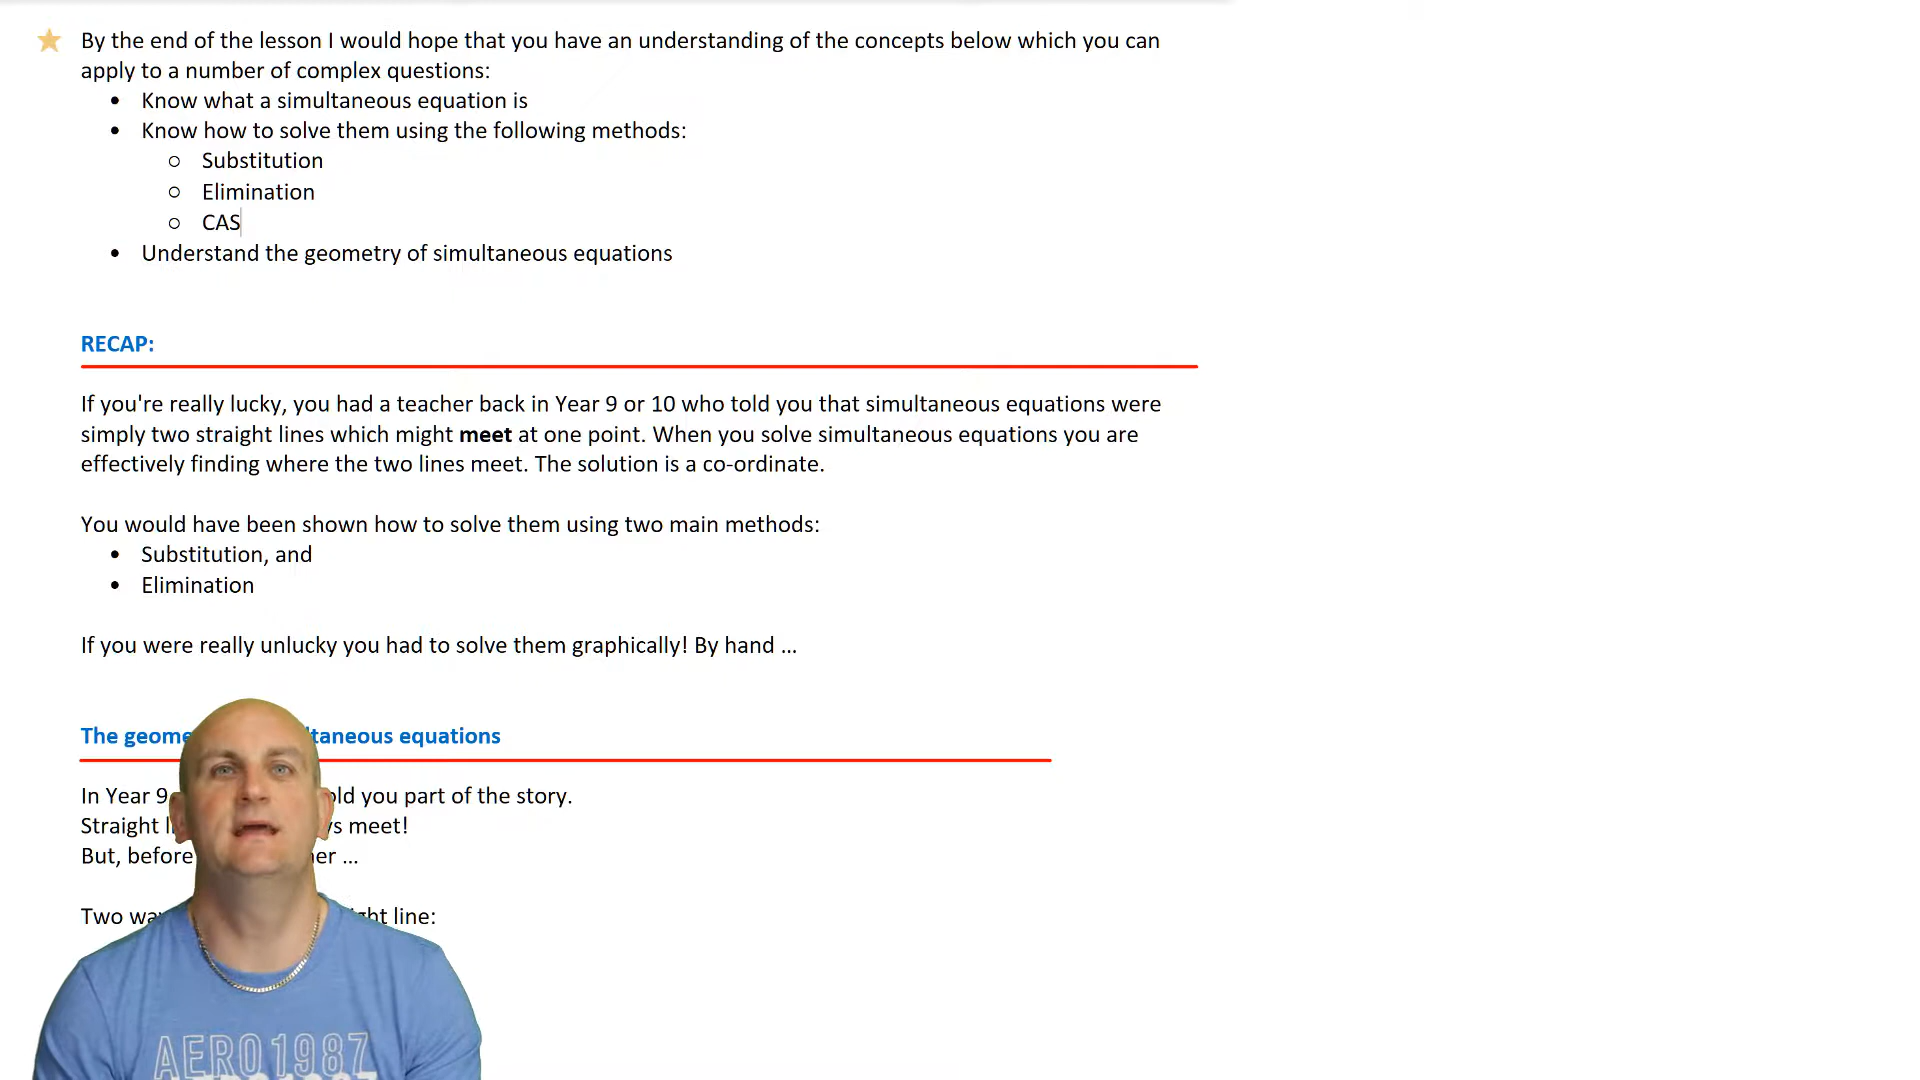 By the end of the lesson I would hope that you have an understanding of the concepts below which you can
apply to a number of complex questions:
• Know what a simultaneous equation is
• Know how to solve them using the following methods:
○ Substitution
○ Elimination
○ CAS
• Understand the geometry of simultaneous equations
RECAP:
If you're really lucky, you had a teacher back in Year 9 or 10 who told you that simultaneous equations were
simply two straight lines which might meet at one point. When you solve simultaneous equations you are
effectively finding where the two lines meet. The solution is a co-ordinate.
You would have been shown how to solve them using two main methods:
• Substitution, and
• Elimination
If you were really unlucky you had to solve them graphically! By hand ...
The equations
In Year 9 you part of the story.
Straight meet!
But, before ...
Two line:
AERO1987